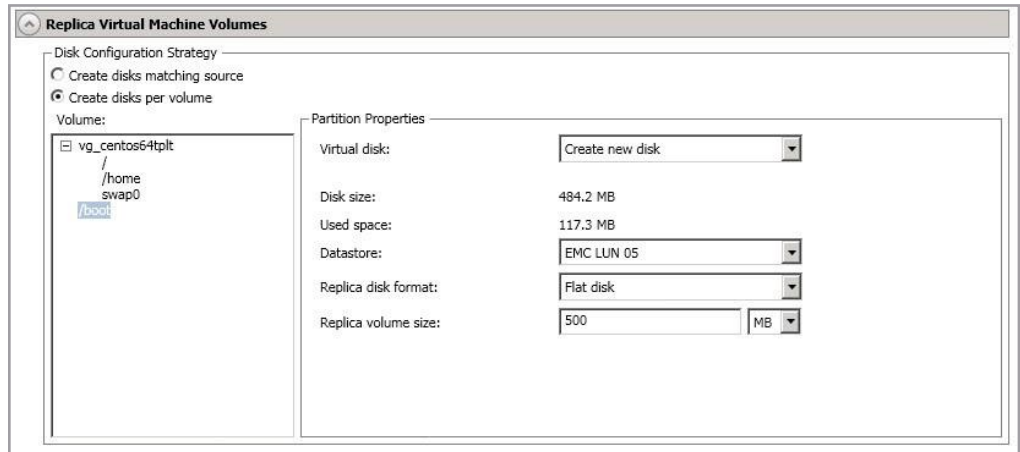 Replica Virtual Machine Volumes
Disk Configuration Strategy
Create disks matching source
Create disks per volume
Volume:
vg_centos64tplt
/
/home
swap0
/boot
Partition Properties
Virtual disk: Create new disk
Disk size: 484.2 MB
Used space: 117.3 MB
Datastore: EMC LUN 05
Replica disk format: Flat disk
Replica volume size: 500 MB